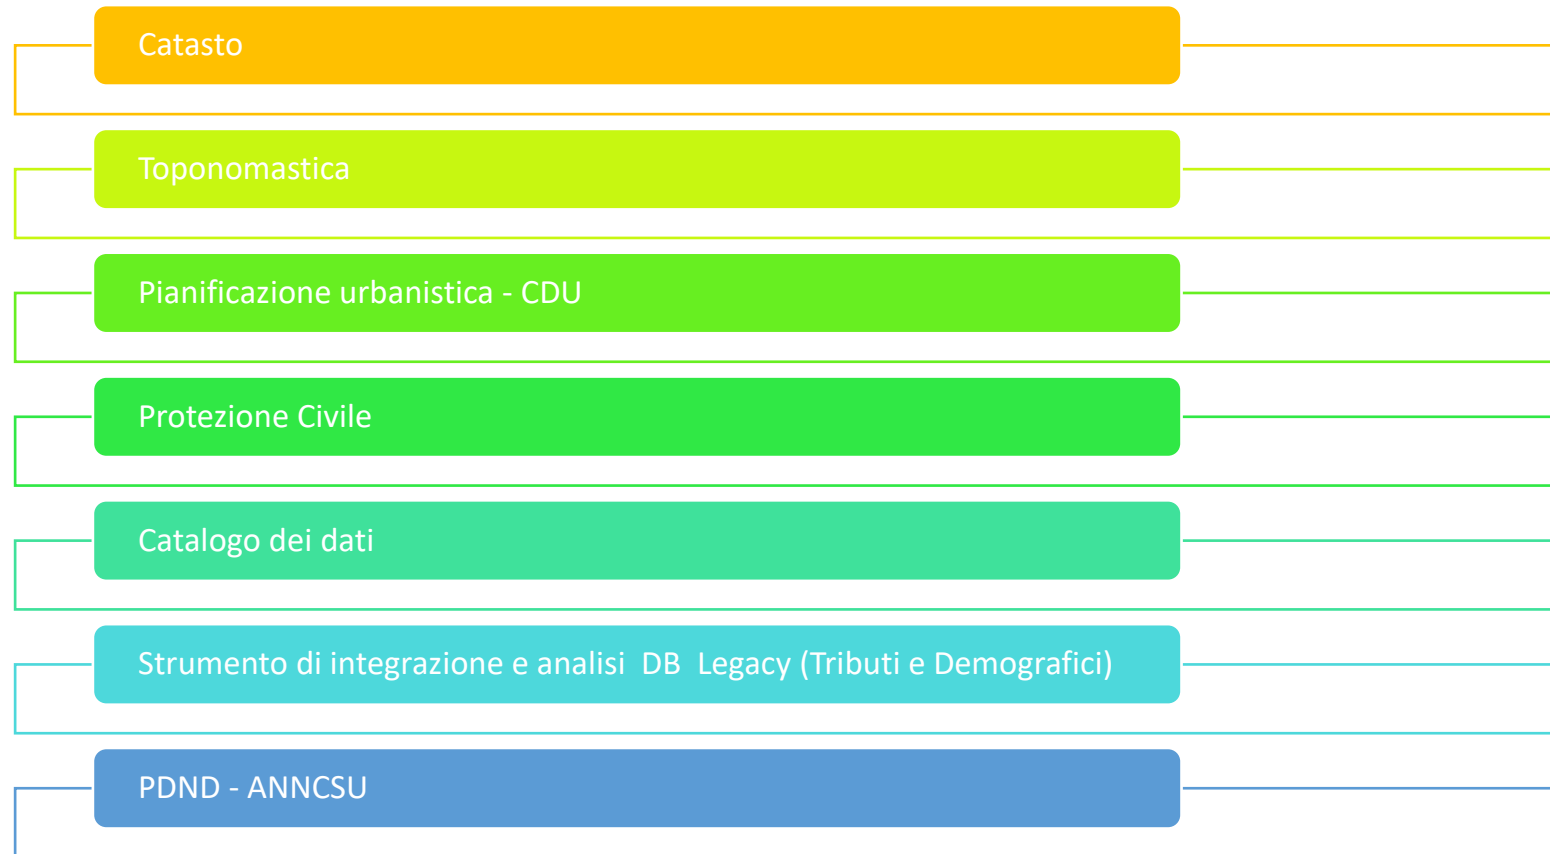 Catasto
Toponomastica
Pianificazione urbanistica - CDU
Protezione Civile
Catalogo dei dati
Strumento di integrazione e analisi  DB  Legacy (Tributi e Demografici)
PDND - ANNCSU